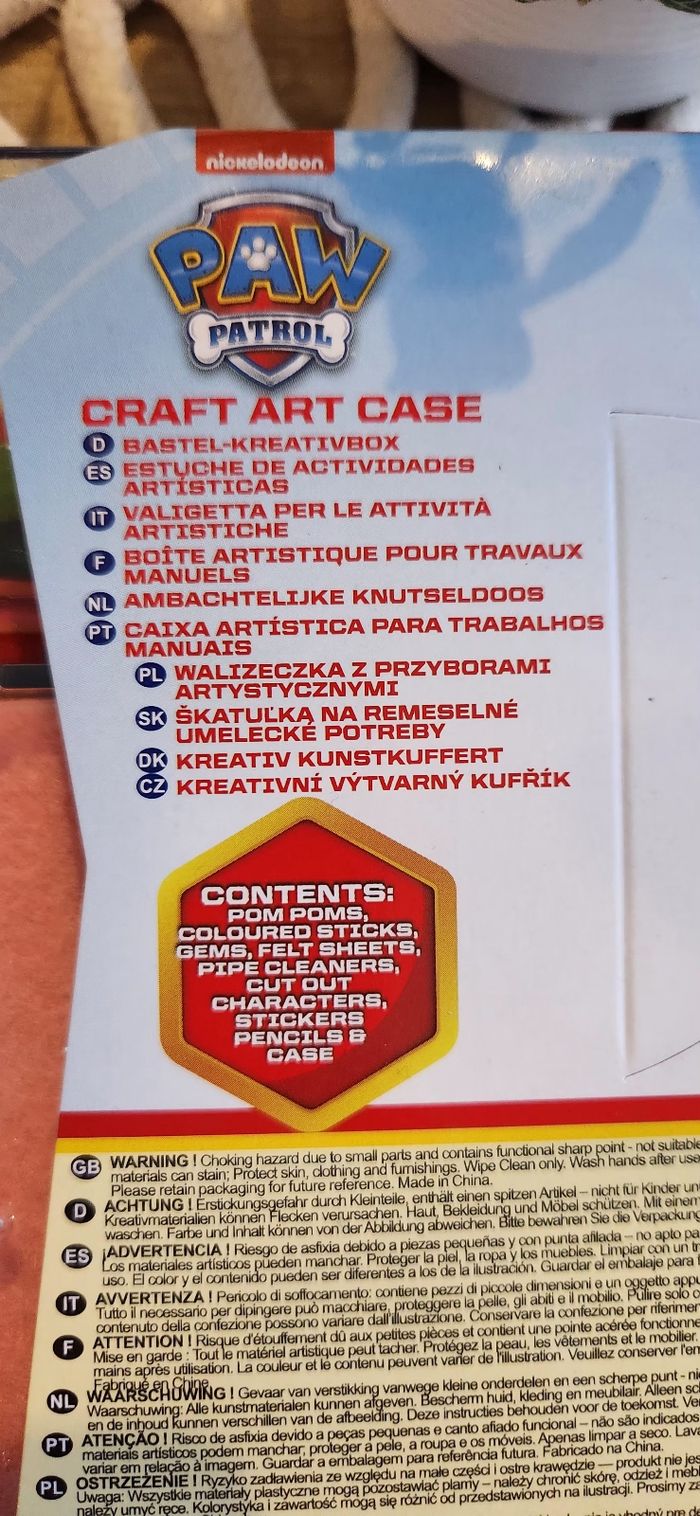 nickelodeon
PAW
PATROL
CRAFT ART CASE
D BASTEL-KREATIVBOX
ES ESTUCHE DE ACTIVIDADES
ARTÍSTICAS
IT VALIGETTA PER LE ATTIVITÀ
ARTISTICHE
F BOÎTE ARTISTIQUE POUR TRAVAUX
MANUELS
NL AMBACHTELIJKE KNUTSELDOOS
PT CAIXA ARTÍSTICA PARA TRABALHOS
MANUAIS
PL WALIZECZKA Z PRZYBORAMI
ARTYSTYCZNYMI
SK ŠKATUĽKA NA REMESELNÉ
UMELECKÉ POTREBY
DK KREATIV KUNSTKUFFERT
CZ KREATIVNÍ VÝTVARNÝ KUFŘÍK
CONTENTS:
POM POMS,
COLOURED STICKS,
GEMS, FELT SHEETS,
PIPE CLEANERS,
CUT OUT
CHARACTERS,
STICKERS
PENCILS &
CASE
GB WARNING ! Choking hazard due to small parts and contains functional sharp point - not suitable
materials can stain; Protect skin, clothing and furnishings. Wipe Clean only. Wash hands after use
Please retain packaging for future reference. Made in China.
D ACHTUNG ! Erstickungsgefahr durch Kleinteile, enthält einen spitzen Artikel – nicht für Kinder un
Kreativmaterialien können Flecken verursachen. Haut, Bekleidung und Möbel schützen. Mit einem
waschen. Farbe und Inhalt können von der Abbildung abweichen. Bitte bewahren Sie die Verpackung
ES ¡ADVERTENCIA ! Riesgo de asfixia debido a piezas pequeñas y con punta afilada – no apto pa
Los materiales artísticos pueden manchar. Proteger la piel, la ropa y los muebles. Limpiar con un
uso. El color y el contenido pueden ser diferentes a los de la ilustración. Guardar el embalaje para
IT AVVERTENZA ! Pericolo di soffocamento: contiene pezzi di piccole dimensioni e un oggetto
Tutto il necessario per dipingere può macchiare, proteggere la pelle, gli abiti e il mobilio. Pulire solo
contenuto della confezione possono variare dall'illustrazione. Conservare la confezione per
F ATTENTION ! Risque d'étouffement dû aux petites pièces et contient une pointe acérée
Mise en garde : Tout le matériel artistique peut tacher. Protégez la peau, les vêtements et le mobilier.
mains après utilisation. La couleur et le contenu peuvent varier de l'illustration. Veuillez conserver
Fabriqué en Chine
NL WAARSCHUWING ! Gevaar van verstikking vanwege kleine onderdelen en een scherpe punt -
Waarschuwing: Alle kunstmaterialen kunnen afgeven. Bescherm huid, kleding en meubilair. Alleen
en de inhoud kunnen verschillen van de afbeelding. Deze instructies behouden voor de toekomst.
PT ATENÇÃO ! Risco de asfixia devido a peças pequenas e canto afiado funcional – não são indicados
materiais artísticos podem manchar, proteger a pele, a roupa e os móveis. Apenas limpar a seco.
variar em relação à imagem. Guardar a embalagem para referência futura. Fabricado na China.
PL OSTRZEŻENIE ! Ryzyko zadławienia ze względu na małe części i ostre krawędzie — produkt nie
Uwaga: Wszystkie materiały plastyczne mogą pozostawiać plamy – należy chronić skórę, odzież i
należy umyć ręce. Kolorystyka i zawartość mogą się różnić od przedstawionych na ilustracji. Prosimy